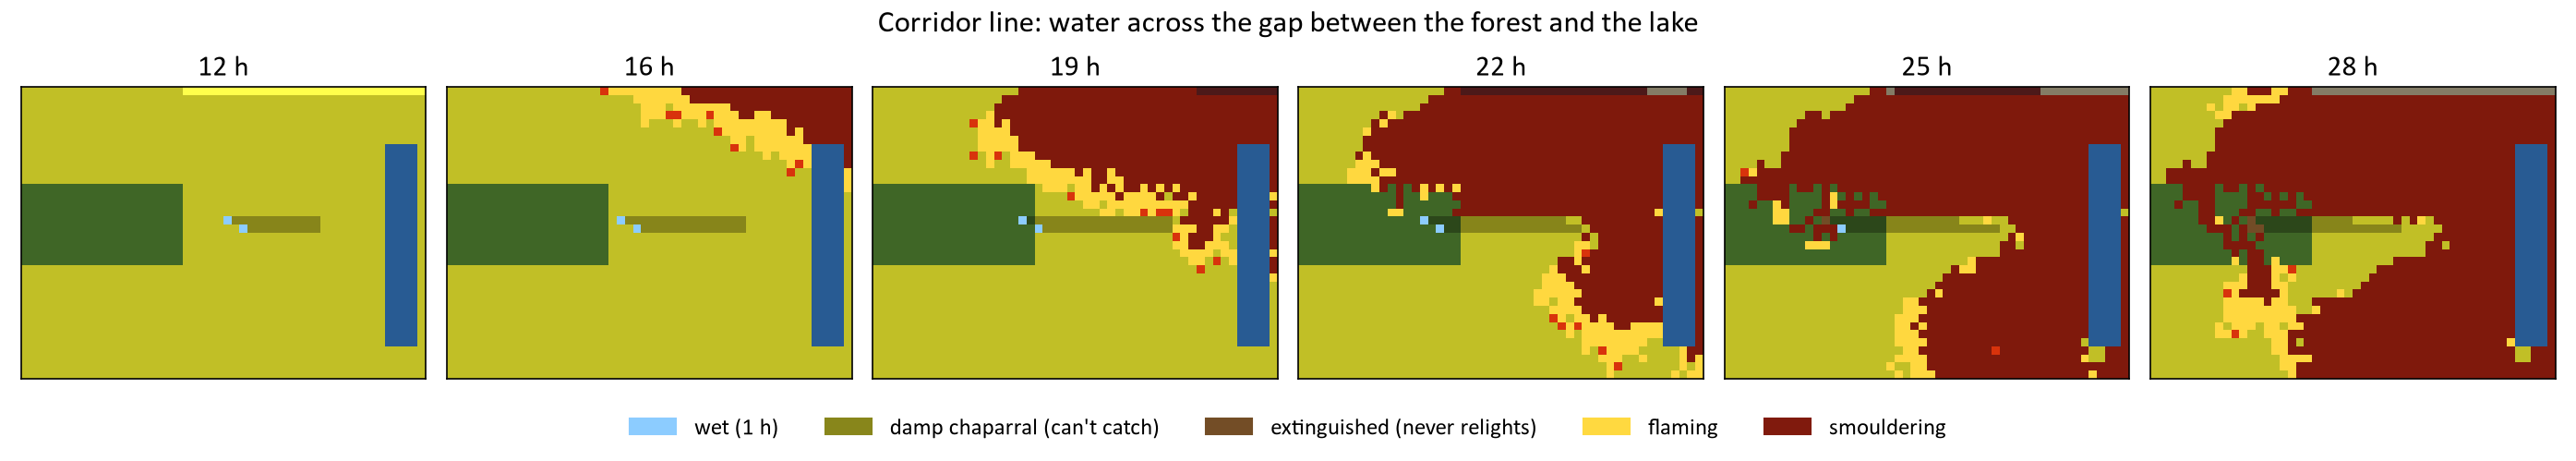 Corridor line: water across the gap between the forest and the lake
12 h
16 h
19 h
22 h
25 h
28 h
wet (1 h)
damp chaparral (can't catch)
extinguished (never relights)
flaming
smouldering